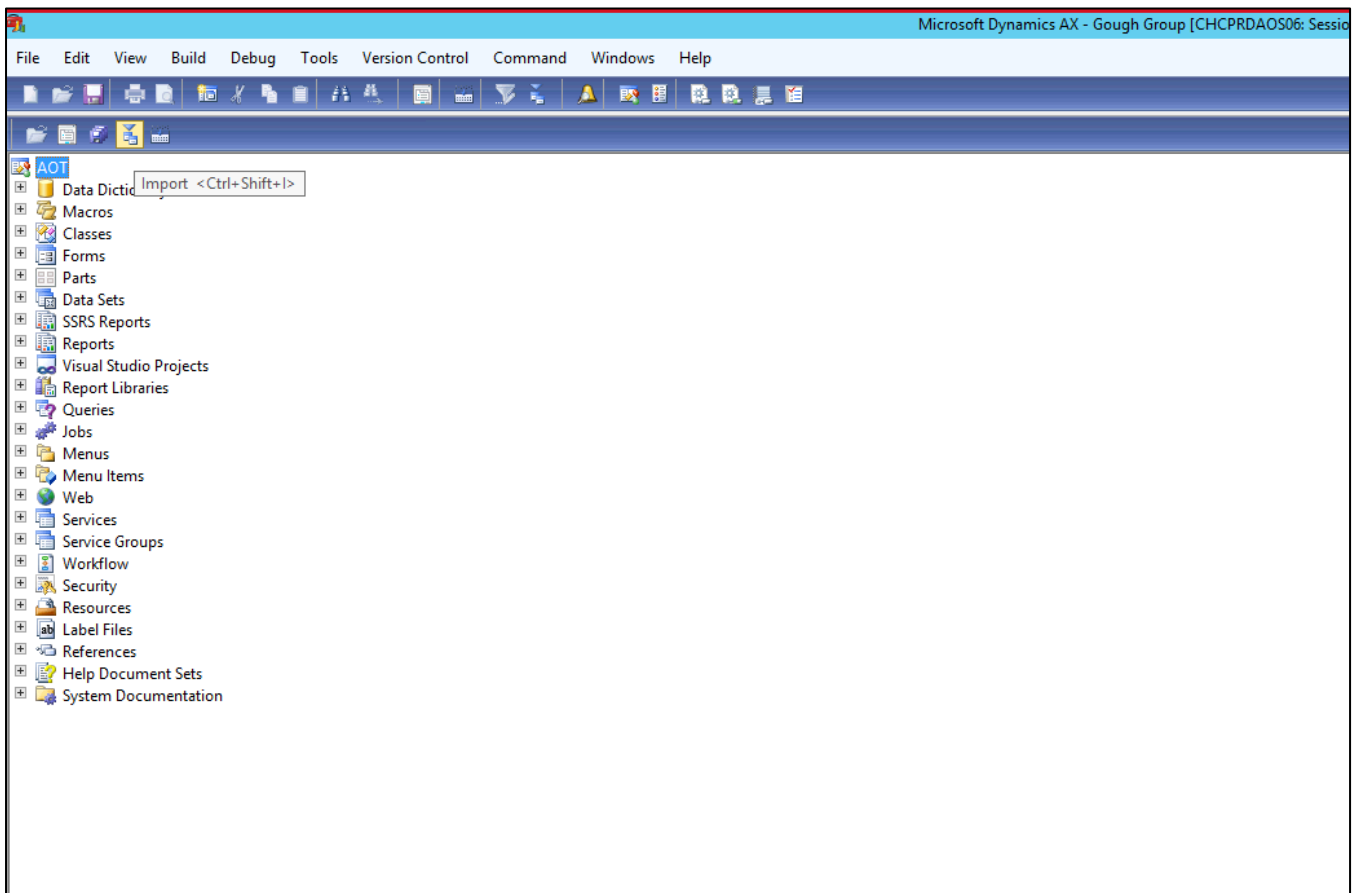 Microsoft Dynamics AX - Gough Group [CHCPRDAOS06: Sessio
File Edit View Build Debug Tools Version Control Command Windows Help
AOT
Import <Ctrl+Shift+I>
Data Dictio
Macros
Classes
Forms
Parts
Data Sets
SSRS Reports
Reports
Visual Studio Projects
Report Libraries
Queries
Jobs
Menus
Menu Items
Web
Services
Service Groups
Workflow
Security
Resources
Label Files
References
Help Document Sets
System Documentation